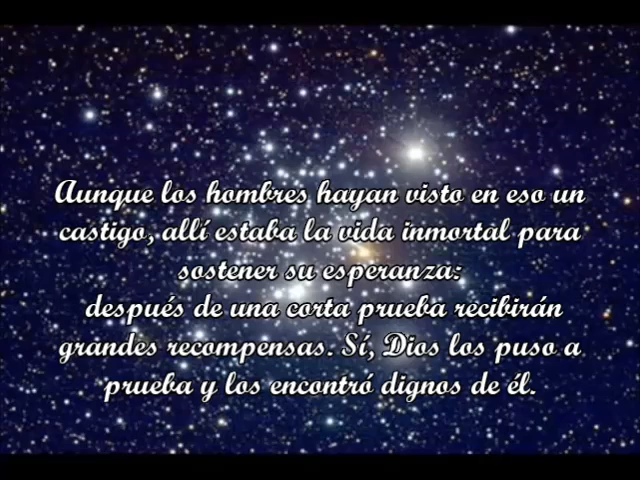 Aunque los hombres hayan visto en eso un
castigo, allí estaba la vida inmortal para
sostener su esperanza:
después de una corta prueba recibirán
grandes recompensas. Sí, Dios los puso a
prueba y los encontró dignos de él.